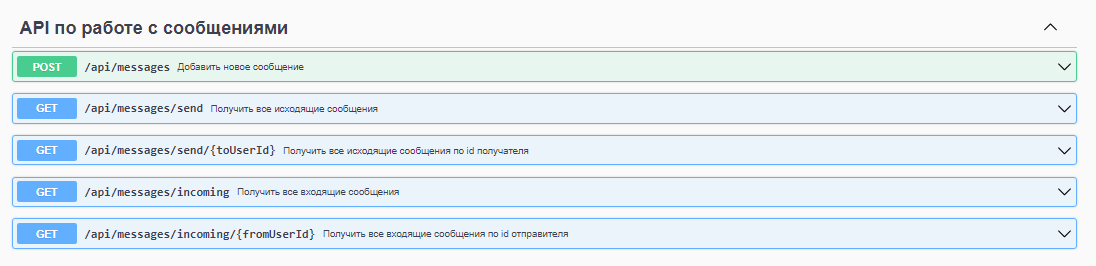 API по работе с сообщениями
POST /api/messages Добавить новое сообщение
GET /api/messages/send Получить все исходящие сообщения
GET /api/messages/send/{toUserId} Получить все исходящие сообщения по id получателя
GET /api/messages/incoming Получить все входящие сообщения
GET /api/messages/incoming/{fromUserId} Получить все входящие сообщения по id отправителя